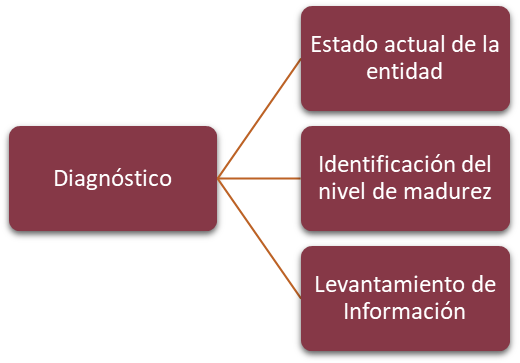 Diagnóstico
Estado actual de la
entidad
Identificación del
nivel de madurez
Levantamiento de
Información